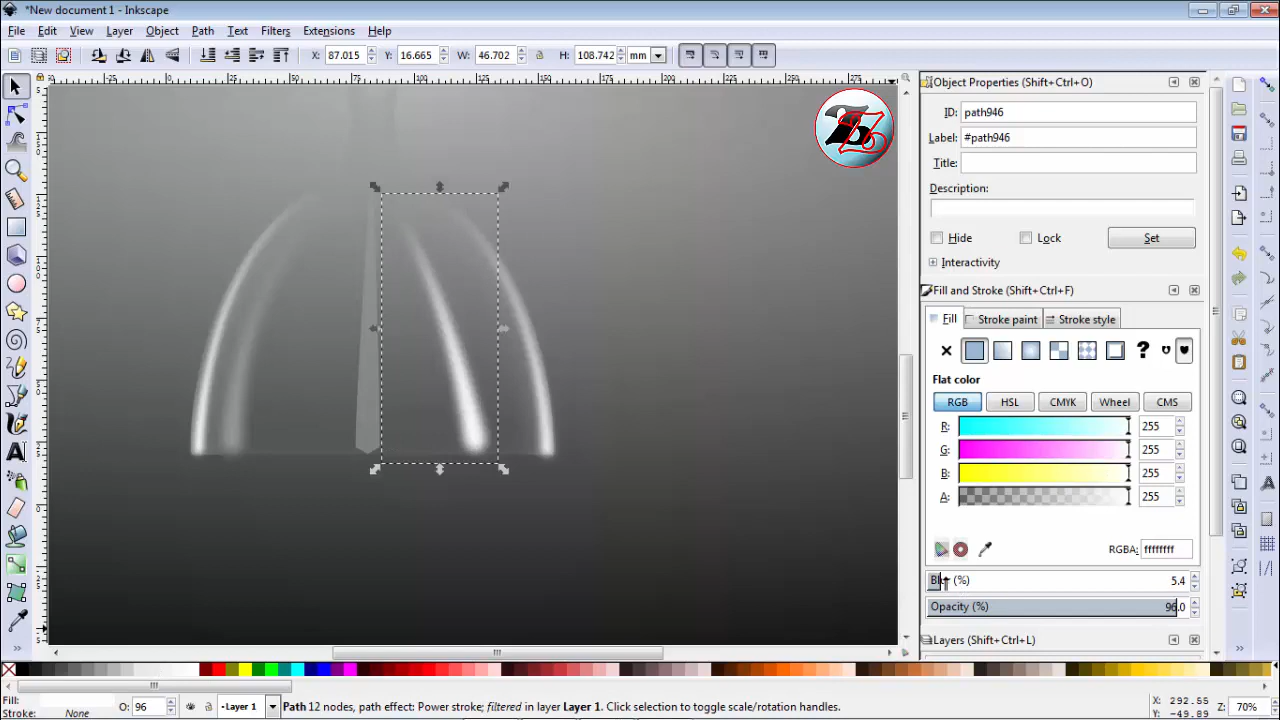 *New document 1 - Inkscape
File Edit View Layer Object Path Text Filters Extensions Help
X: 87.015 Y: 16.665 W: 46.702 H: 108.742 mm
Object Properties (Shift+Ctrl+O)
ID: path946
Label: #path946
Title:
Description:
Hide Lock Set
Interactivity
Fill and Stroke (Shift+Ctrl+F)
Fill Stroke paint Stroke style
Flat color
RGB HSL CMYK Wheel CMS
R: 255
G: 255
B: 255
A: 255
RGBA: ffffffff
(%) 5.4
Opacity (%) 96.0
Layers (Shift+Ctrl+L)
Fill:
Stroke: None
O: 96
Layer 1
Path 12 nodes, path effect: Power stroke; filtered in layer Layer 1. Click selection to toggle scale/rotation handles.
X: 292.55
Y: -49.89
Z: 70%